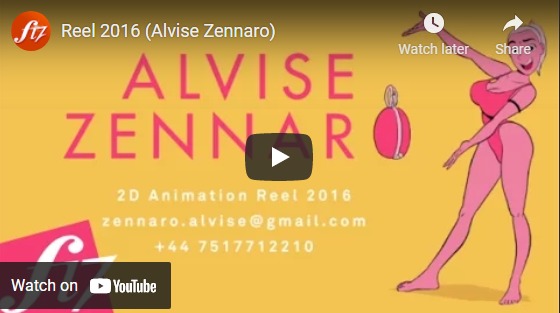 Reel 2016 (Alvise Zennaro)
Watch later
Share
ALVISE
ZENNAR
2D Animation Reel 2016
zennaro.alvise@gmail.com
+44 7517712210
Watch on YouTube